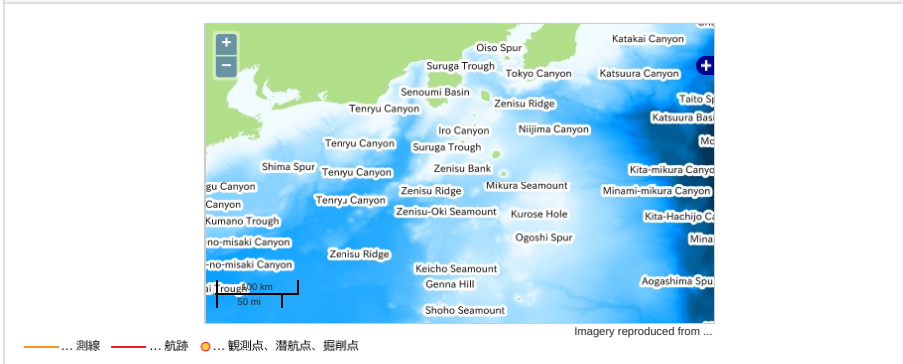 +
−
Katakai Canyon
Oiso Spur
Suruga Trough
Tokyo Canyon
Katsuura Canyon
+
Senoumi Basin
Zenisu Ridge
Taito Sp
Tenryu Canyon
Katsuura Basi
Iro Canyon
Niijima Canyon
Tenryu Canyon
Suruga Trough
Mo
Shima Spur
Tenryu Canyon
Zenisu Bank
Kita-mikura Canyo
gu Canyon
Zenisu Ridge
Mikura Seamount
Minami-mikura Canyon
Canyon
Tenryu Canyon
Zenisu-Oki Seamount
Kurose Hole
Kita-Hachijo Ca
Kumano Trough
Ogoshi Spur
Mina
-no-misaki Canyon
Zenisu Ridge
-no-misaki Canyon
Keicho Seamount
Genna Hill
Aogashima Spu
ai Trough
100 km
50 mi
Shoho Seamount
Imagery reproduced from ...
... 測線 ... 航跡 ... 観測点、潜航点、掘削点